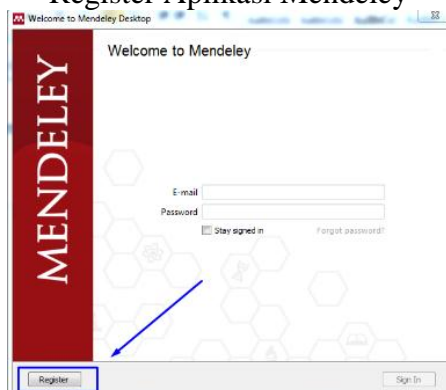 Register Aplikasi Mendeley
Welcome to Mendeley Desktop
Welcome to Mendeley
MENDELEY
E-mail
Password
Stay signed in
Forgot password?
Register
Sign In